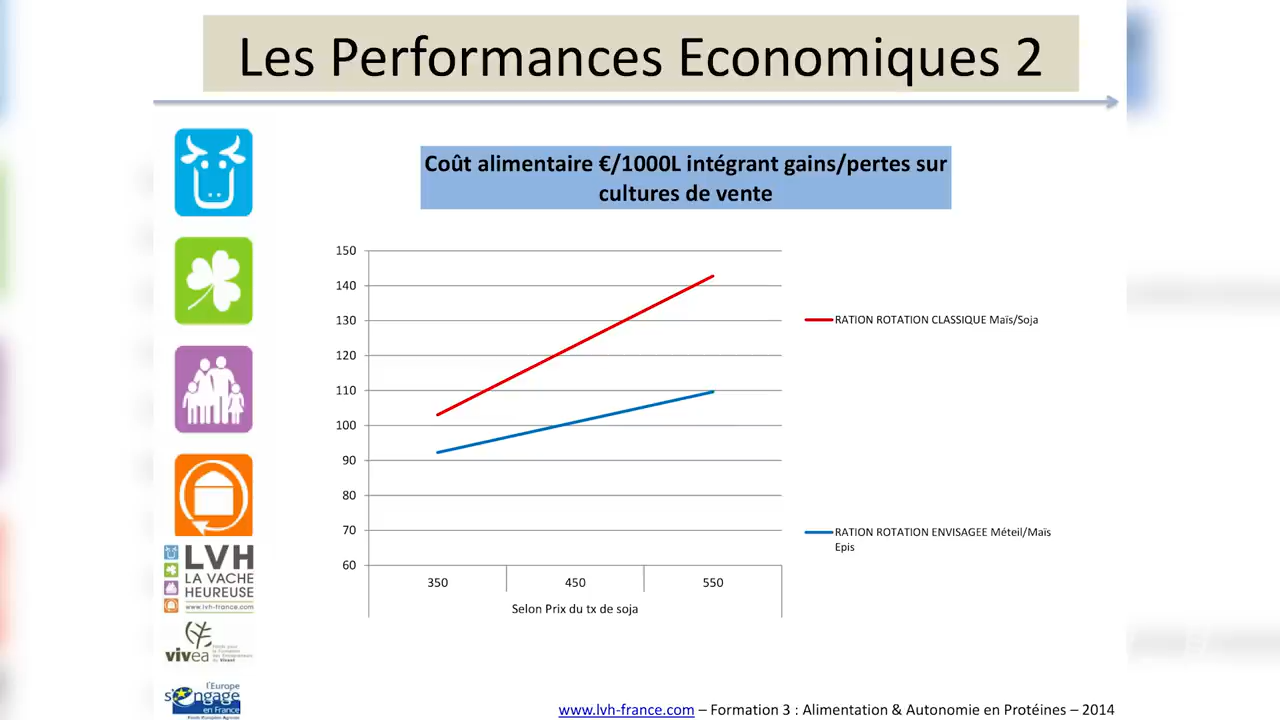 Les Performances Economiques 2
Coût alimentaire €/1000L intégrant gains/pertes sur
cultures de vente
150
140
130
120
110
100
90
80
70
60
350
450
550
Selon Prix du tx de soja
RATION ROTATION CLASSIQUE Maïs/Soja
RATION ROTATION ENVISAGEE Méteil/Maïs
Epis
LVH
LA VACHE
HEUREUSE
www.lvh-france.com
vivea
l'Europe
s'engage
en France
www.lvh-france.com – Formation 3 : Alimentation & Autonomie en Protéines – 2014